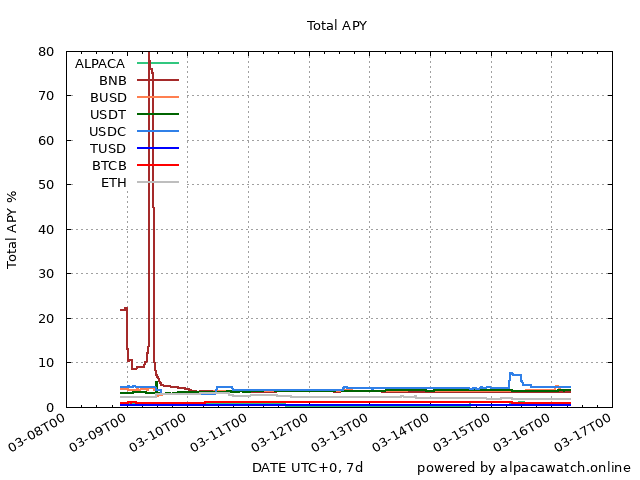 Total APY
Total APY %
80
70
60
50
40
30
20
10
0
ALPACA
BNB
BUSD
USDT
USDC
TUSD
BTCB
ETH
03-08T00
03-09T00
03-10T00
03-11T00
03-12T00
03-13T00
03-14T00
03-15T00
03-16T00
03-17T00
DATE UTC+0, 7d
powered by alpacawatch.online